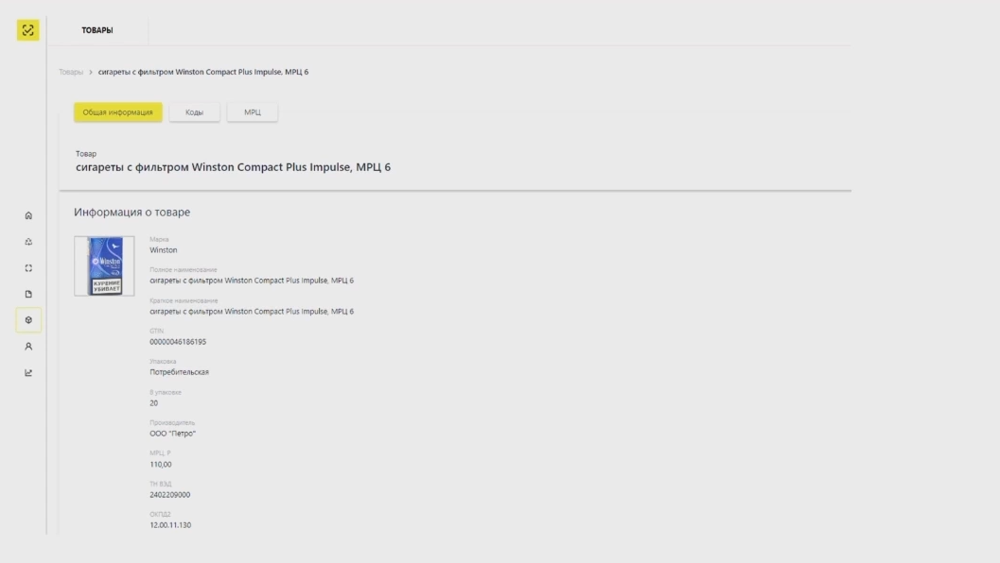 ТОВАРЫ
Товары > сигареты с фильтром Winston Compact Plus Impulse, МРЦ 6
Общая информация
Коды
МРЦ
Товар
сигареты с фильтром Winston Compact Plus Impulse, МРЦ 6
Информация о товаре
Winston
КУРЕНИЕ
УБИВАЕТ
Марка
Winston
Полное наименование
сигареты с фильтром Winston Compact Plus Impulse, МРЦ 6
Краткое наименование
сигареты с фильтром Winston Compact Plus Impulse, МРЦ 6
GTIN
00000046186195
Упаковка
Потребительская
В упаковке
20
Производитель
ООО "Петро"
МРЦ, Р
110,00
ТН ВЭД
2402209000
ОКПД2
12.00.11.130